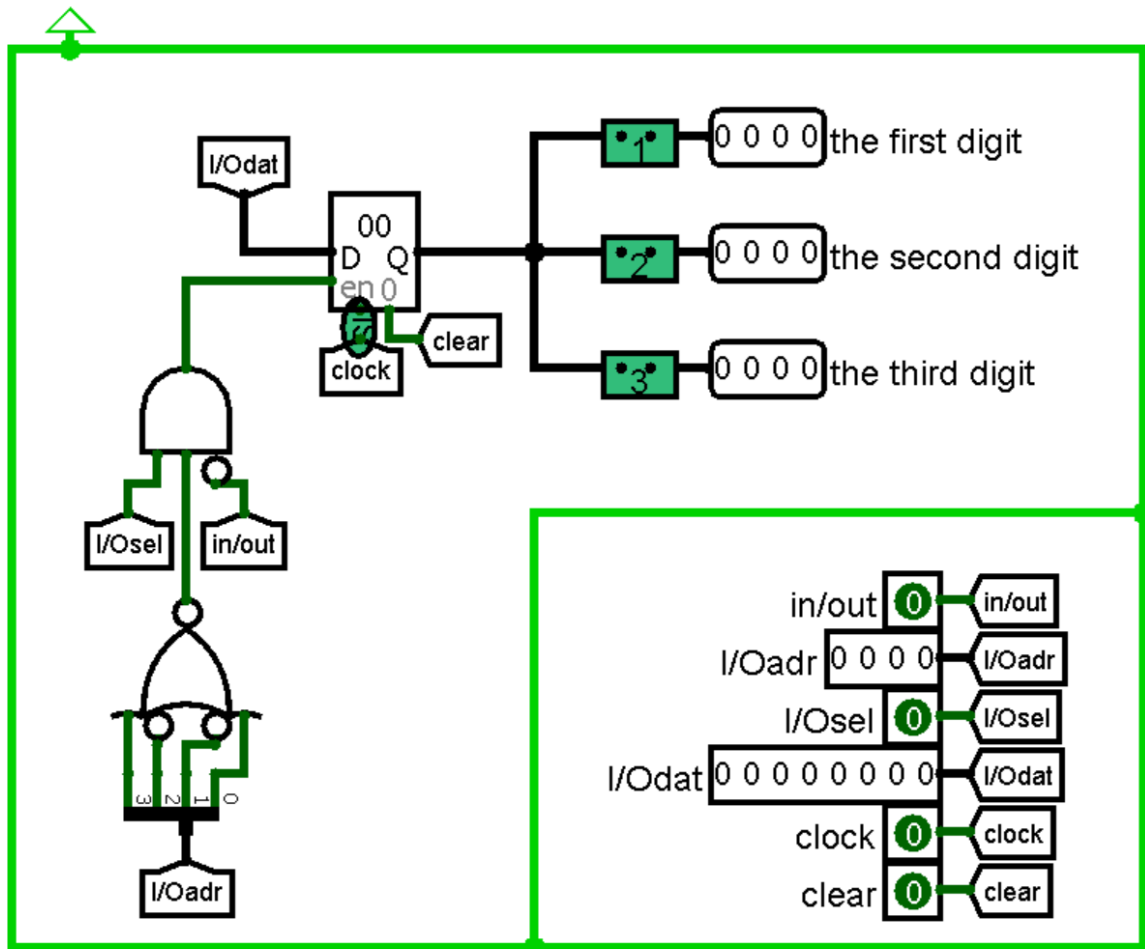 I/Odat
00
D Q
en 0
clear
clock
1
0 0 0 0
the first digit
2
0 0 0 0
the second digit
3
0 0 0 0
the third digit
I/Osel
in/out
3 2 1 0
I/Oadr
in/out 0 in/out
I/Oadr 0 0 0 0 I/Oadr
I/Osel 0 I/Osel
I/Odat 0 0 0 0 0 0 0 0 I/Odat
clock 0 clock
clear 0 clear